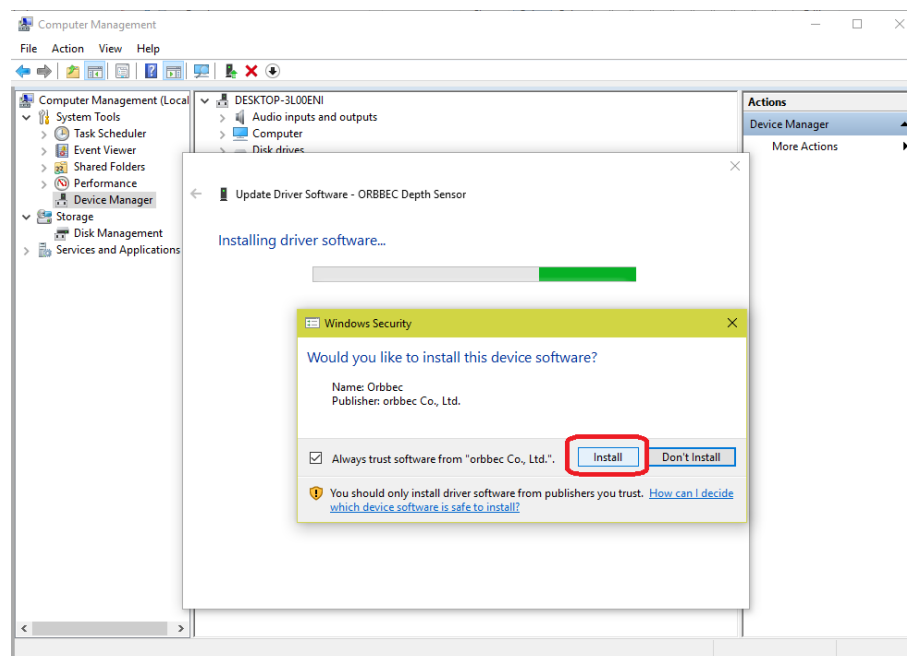 Computer Management
File Action View Help
Computer Management (Local
System Tools
Task Scheduler
Event Viewer
Shared Folders
Performance
Device Manager
Storage
Disk Management
Services and Applications
DESKTOP-3L00ENI
Audio inputs and outputs
Computer
Disk drives
Actions
Device Manager
More Actions
Update Driver Software - ORBBEC Depth Sensor
Installing driver software...
Windows Security
Would you like to install this device software?
Name: Orbbec
Publisher: orbbec Co., Ltd.
Always trust software from "orbbec Co., Ltd.".
Install
Don't Install
You should only install driver software from publishers you trust. How can I decide
which device software is safe to install?